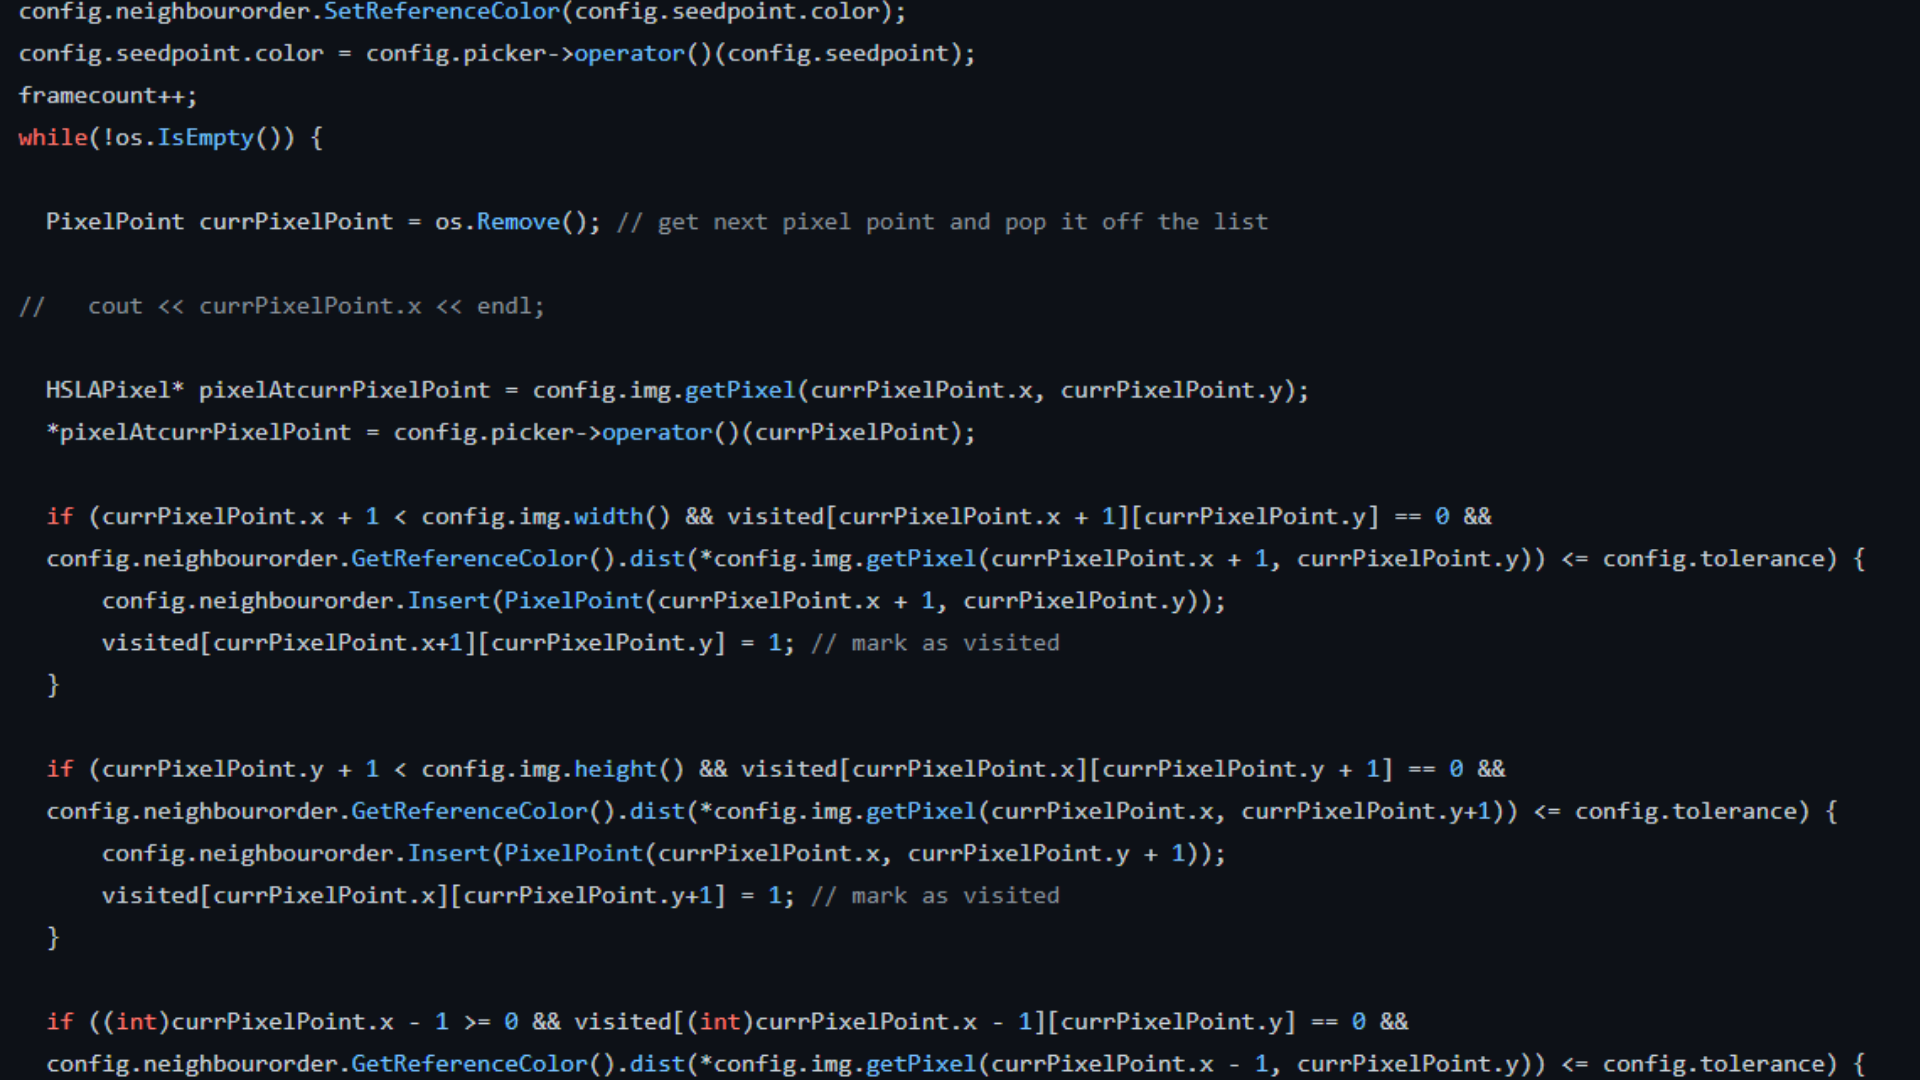 config.neighbourorder.SetReferenceColor(config.seedpoint.color);
config.seedpoint.color = config.picker->operator()(config.seedpoint);
framecount++;
while(!os.IsEmpty()) {
PixelPoint currPixelPoint = os.Remove(); // get next pixel point and pop it off the list
//   cout << currPixelPoint.x << endl;
HSLAPixel* pixelAtcurrPixelPoint = config.img.getPixel(currPixelPoint.x, currPixelPoint.y);
*pixelAtcurrPixelPoint = config.picker->operator()(currPixelPoint);
if (currPixelPoint.x + 1 < config.img.width() && visited[currPixelPoint.x + 1][currPixelPoint.y] == 0 &&
config.neighbourorder.GetReferenceColor().dist(*config.img.getPixel(currPixelPoint.x + 1, currPixelPoint.y)) <= config.tolerance) {
config.neighbourorder.Insert(PixelPoint(currPixelPoint.x + 1, currPixelPoint.y));
visited[currPixelPoint.x+1][currPixelPoint.y] = 1; // mark as visited
}
if (currPixelPoint.y + 1 < config.img.height() && visited[currPixelPoint.x][currPixelPoint.y + 1] == 0 &&
config.neighbourorder.GetReferenceColor().dist(*config.img.getPixel(currPixelPoint.x, currPixelPoint.y+1)) <= config.tolerance) {
config.neighbourorder.Insert(PixelPoint(currPixelPoint.x, currPixelPoint.y + 1));
visited[currPixelPoint.x][currPixelPoint.y+1] = 1; // mark as visited
}
if ((int)currPixelPoint.x - 1 >= 0 && visited[(int)currPixelPoint.x - 1][currPixelPoint.y] == 0 &&
config.neighbourorder.GetReferenceColor().dist(*config.img.getPixel(currPixelPoint.x - 1, currPixelPoint.y)) <= config.tolerance) {